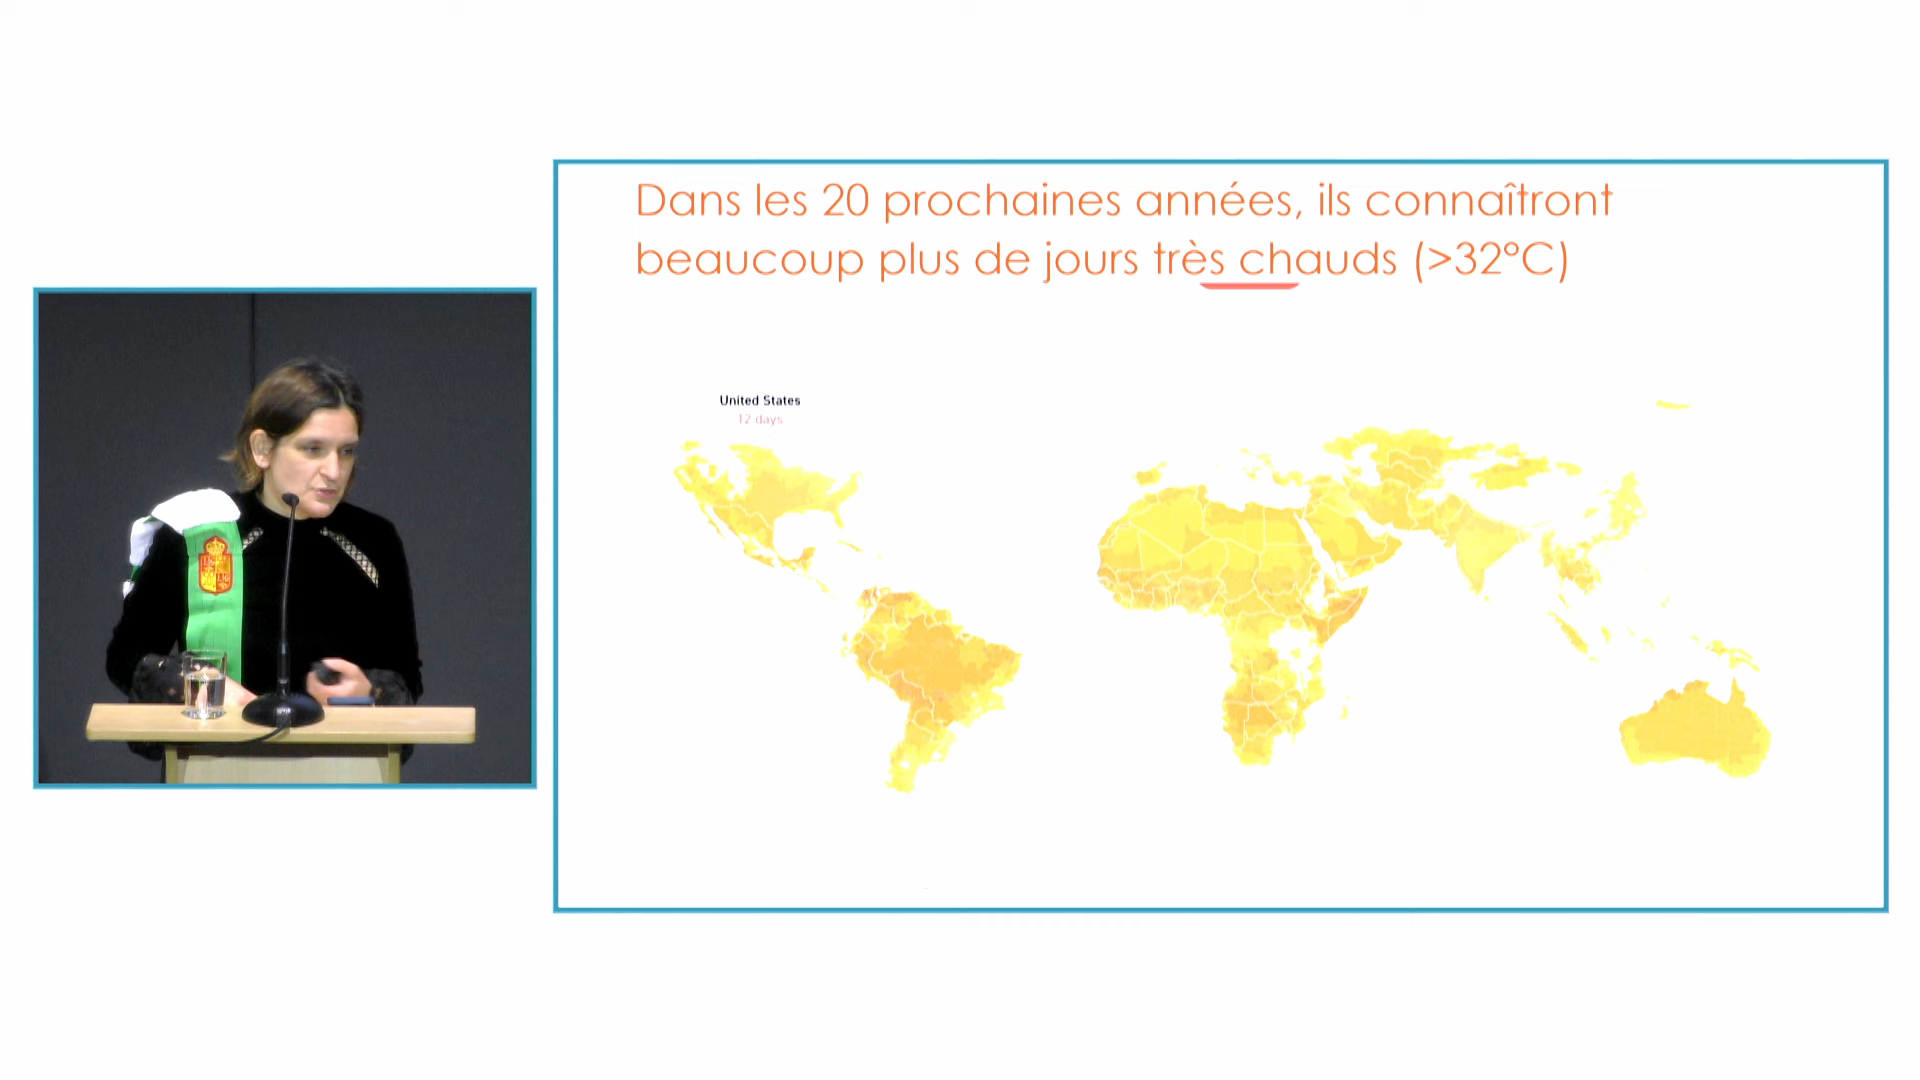 Dans les 20 prochaines années, ils connaîtront
beaucoup plus de jours très chauds (>32°C)
United States
12 days